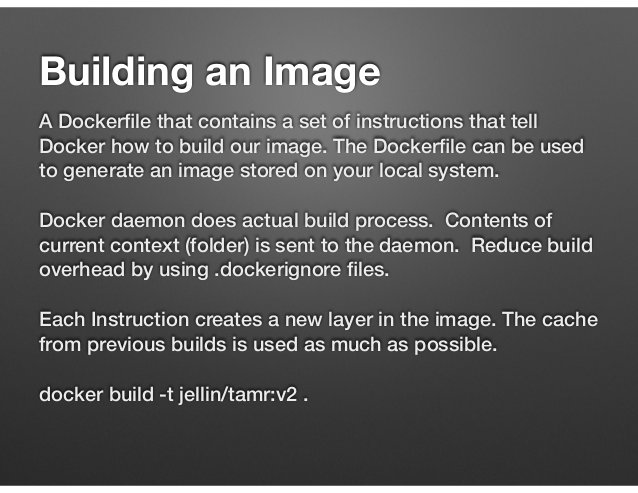 Building an Image
A Dockerfile that contains a set of instructions that tell
Docker how to build our image. The Dockerfile can be used
to generate an image stored on your local system.
Docker daemon does actual build process.  Contents of
current context (folder) is sent to the daemon.  Reduce build
overhead by using .dockerignore files.
Each Instruction creates a new layer in the image. The cache
from previous builds is used as much as possible.
docker build -t jellin/tamr:v2 .